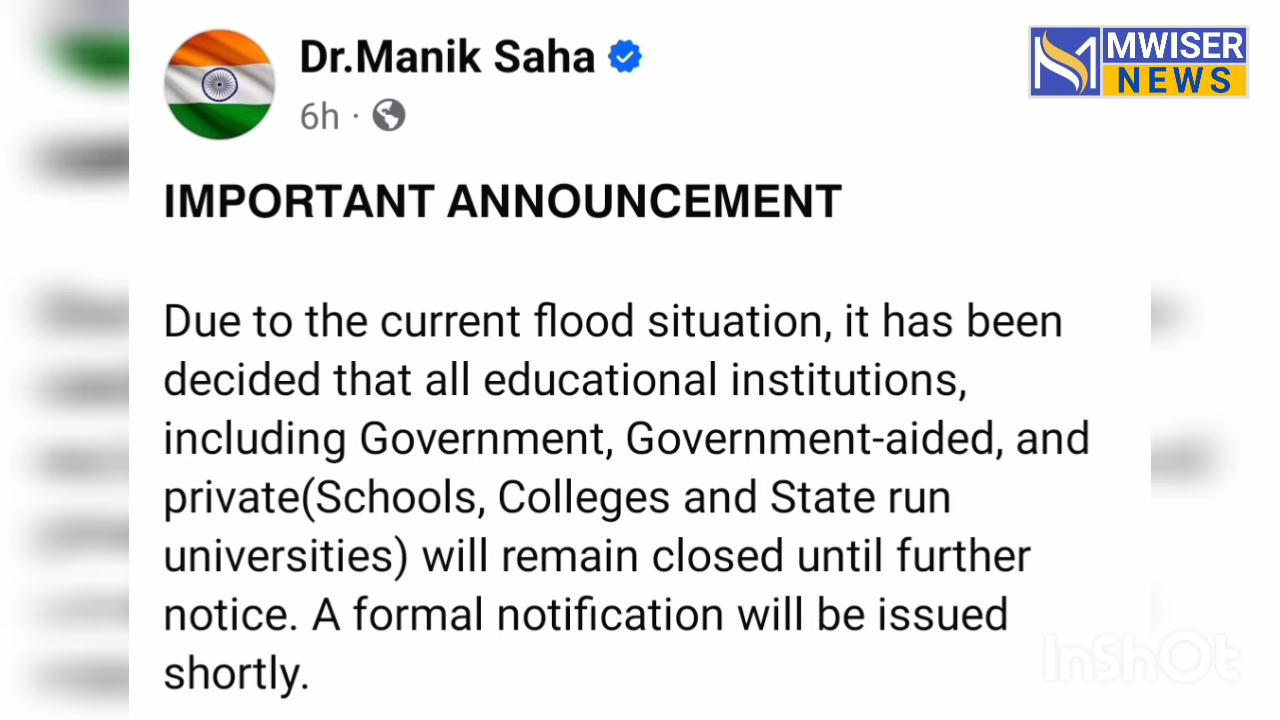 Dr.Manik Saha
6h ·
MWISER
NEWS
IMPORTANT ANNOUNCEMENT
Due to the current flood situation, it has been
decided that all educational institutions,
including Government, Government-aided, and
private(Schools, Colleges and State run
universities) will remain closed until further
notice. A formal notification will be issued
shortly.
InShOt